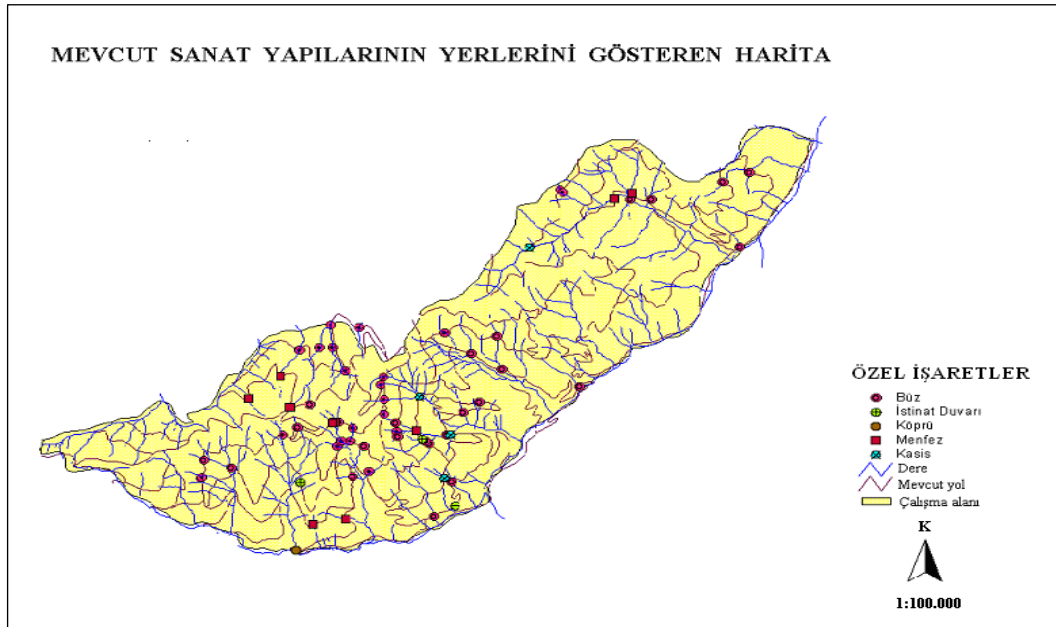 MEVCUT SANAT YAPILARININ YERLERİNİ GÖSTEREN HARİTA
ÖZEL İŞARETLER
Büz
İstinat Duvarı
Köprü
Menfez
Kasis
Dere
Mevcut yol
Çalışma alanı
K
1:100.000